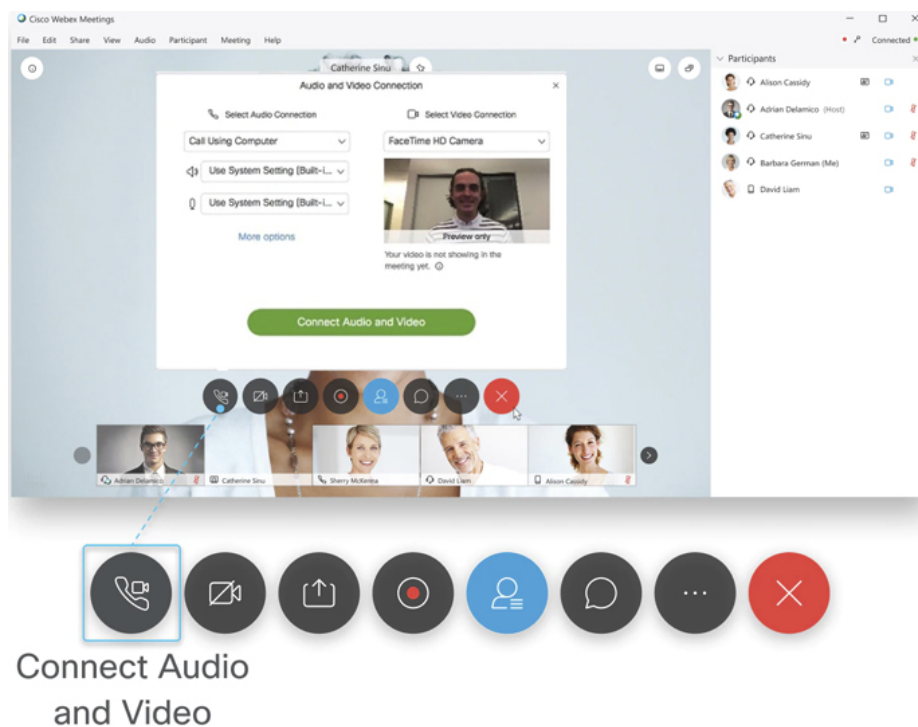 Cisco Webex Meetings
File Edit Share View Audio Participant Meeting Help
Connected
Catherine Sinu
Participants
Audio and Video Connection
Select Audio Connection
Select Video Connection
Call Using Computer
FaceTime HD Camera
Use System Setting (Built-i...
Use System Setting (Built-i...
More options
Preview only
Your video is not showing in the
meeting yet.
Connect Audio and Video
Alison Cassidy
Adrian Delamico (Host)
Catherine Sinu
Barbara German (Me)
David Liam
Adrian Delamico
Catherine Sinu
Sherry McKenna
David Liam
Alison Cassidy
Connect Audio
and Video